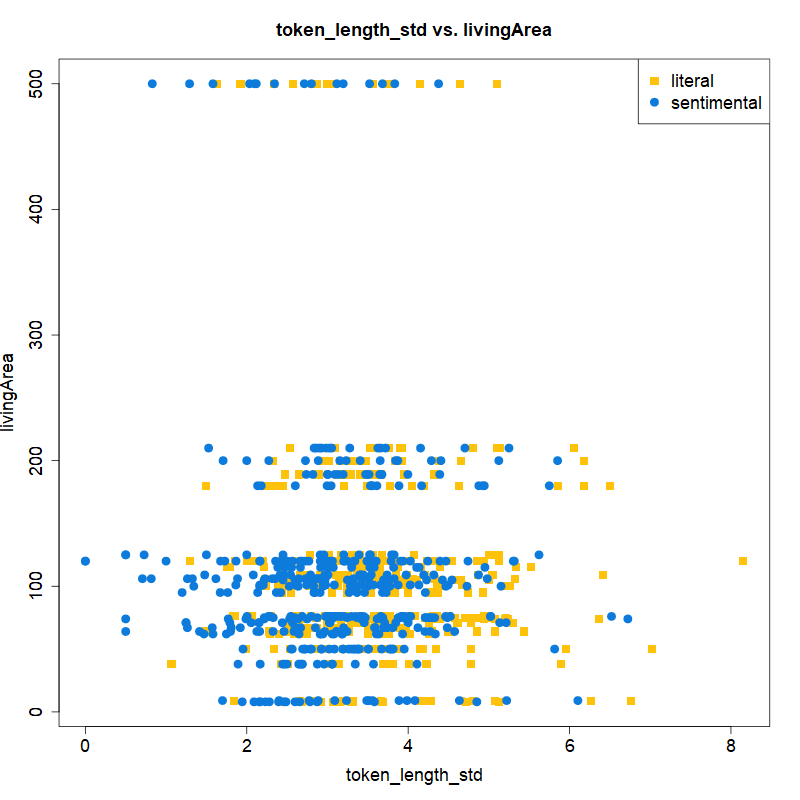 token_length_std vs. livingArea
literal
sentimental
500
400
300
200
100
0
livingArea
0 2 4 6 8
token_length_std